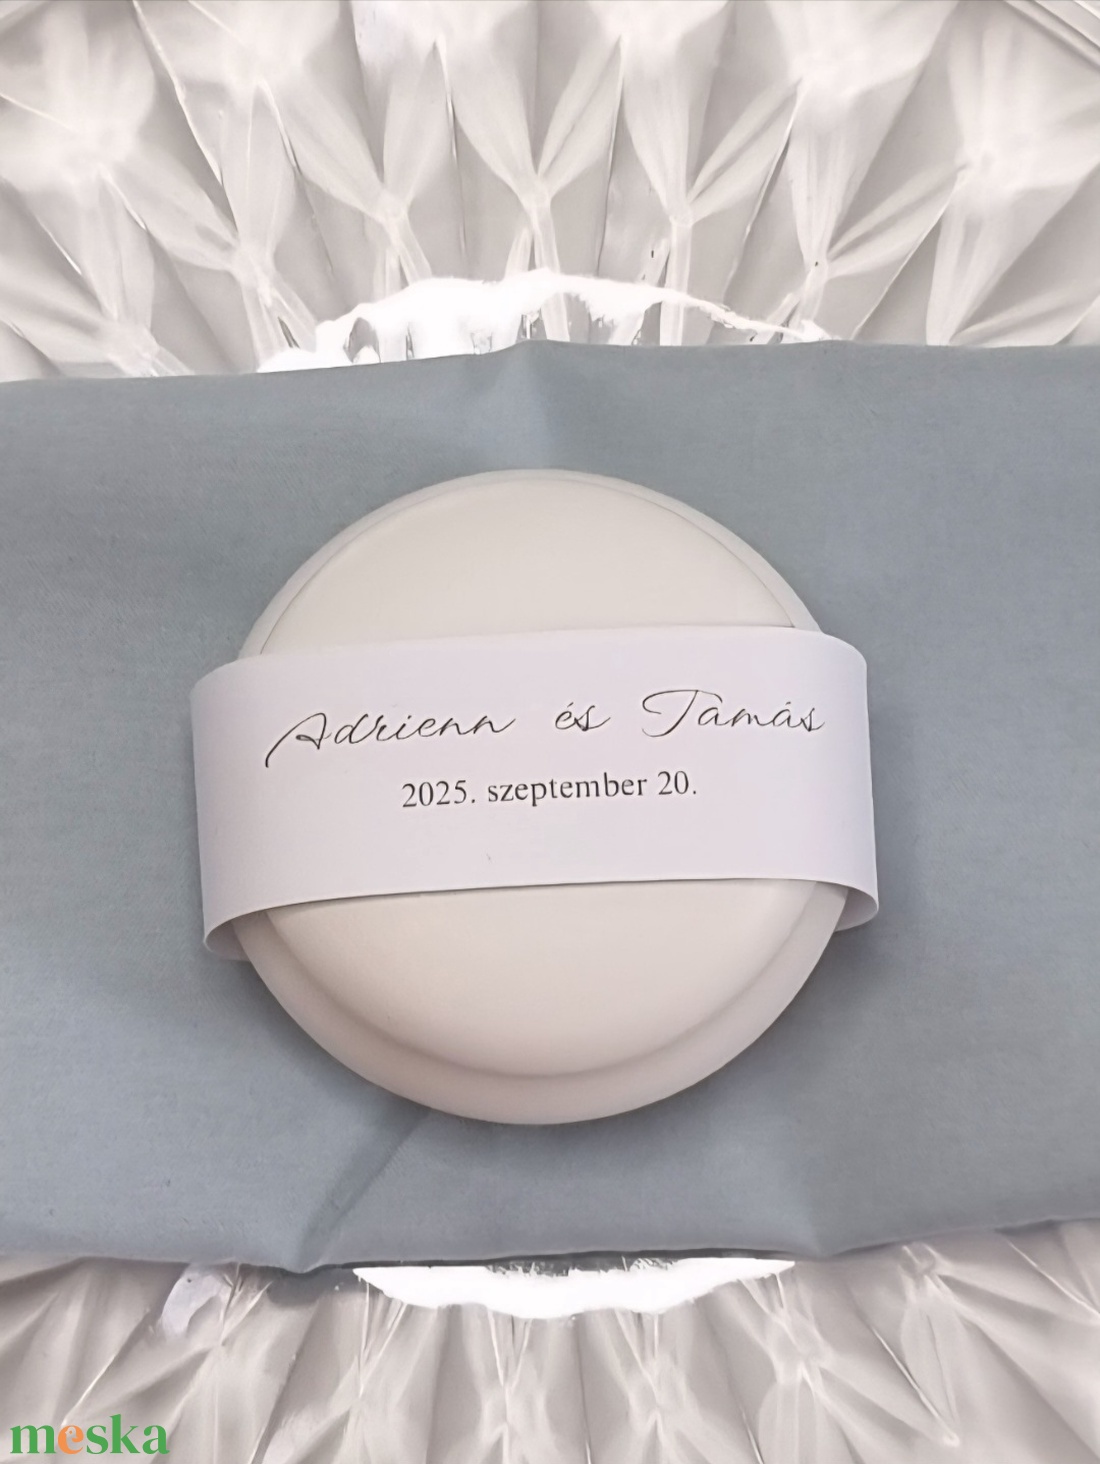 Adrienn és Tamás
2025. szeptember 20.
meska